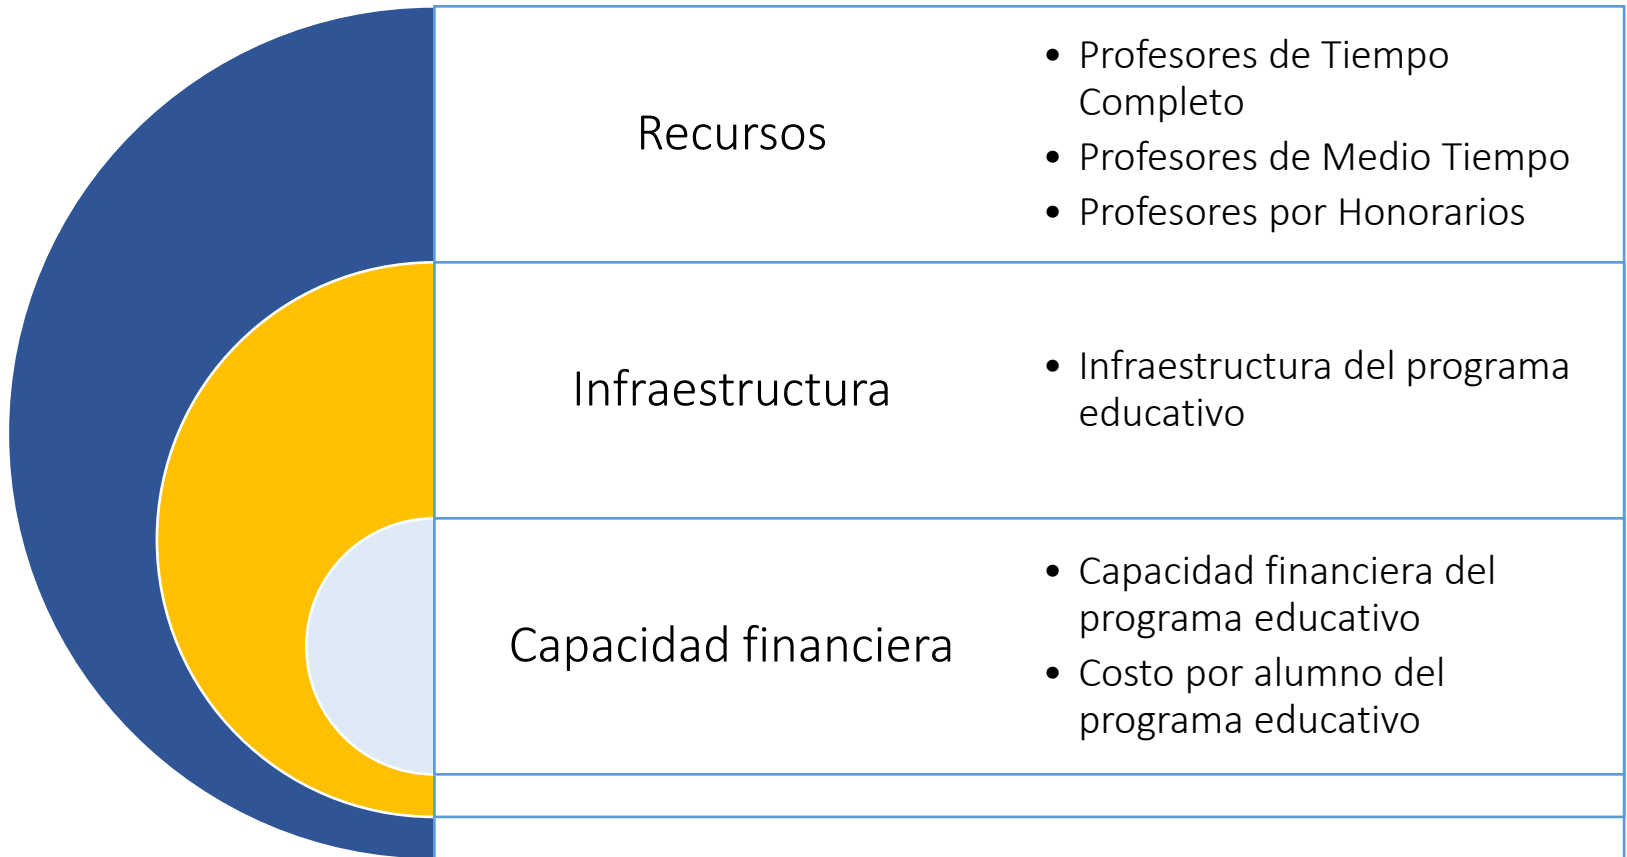 Recursos
• Profesores de Tiempo
Completo
• Profesores de Medio Tiempo
• Profesores por Honorarios
Infraestructura
• Infraestructura del programa
educativo
Capacidad financiera
• Capacidad financiera del
programa educativo
• Costo por alumno del
programa educativo